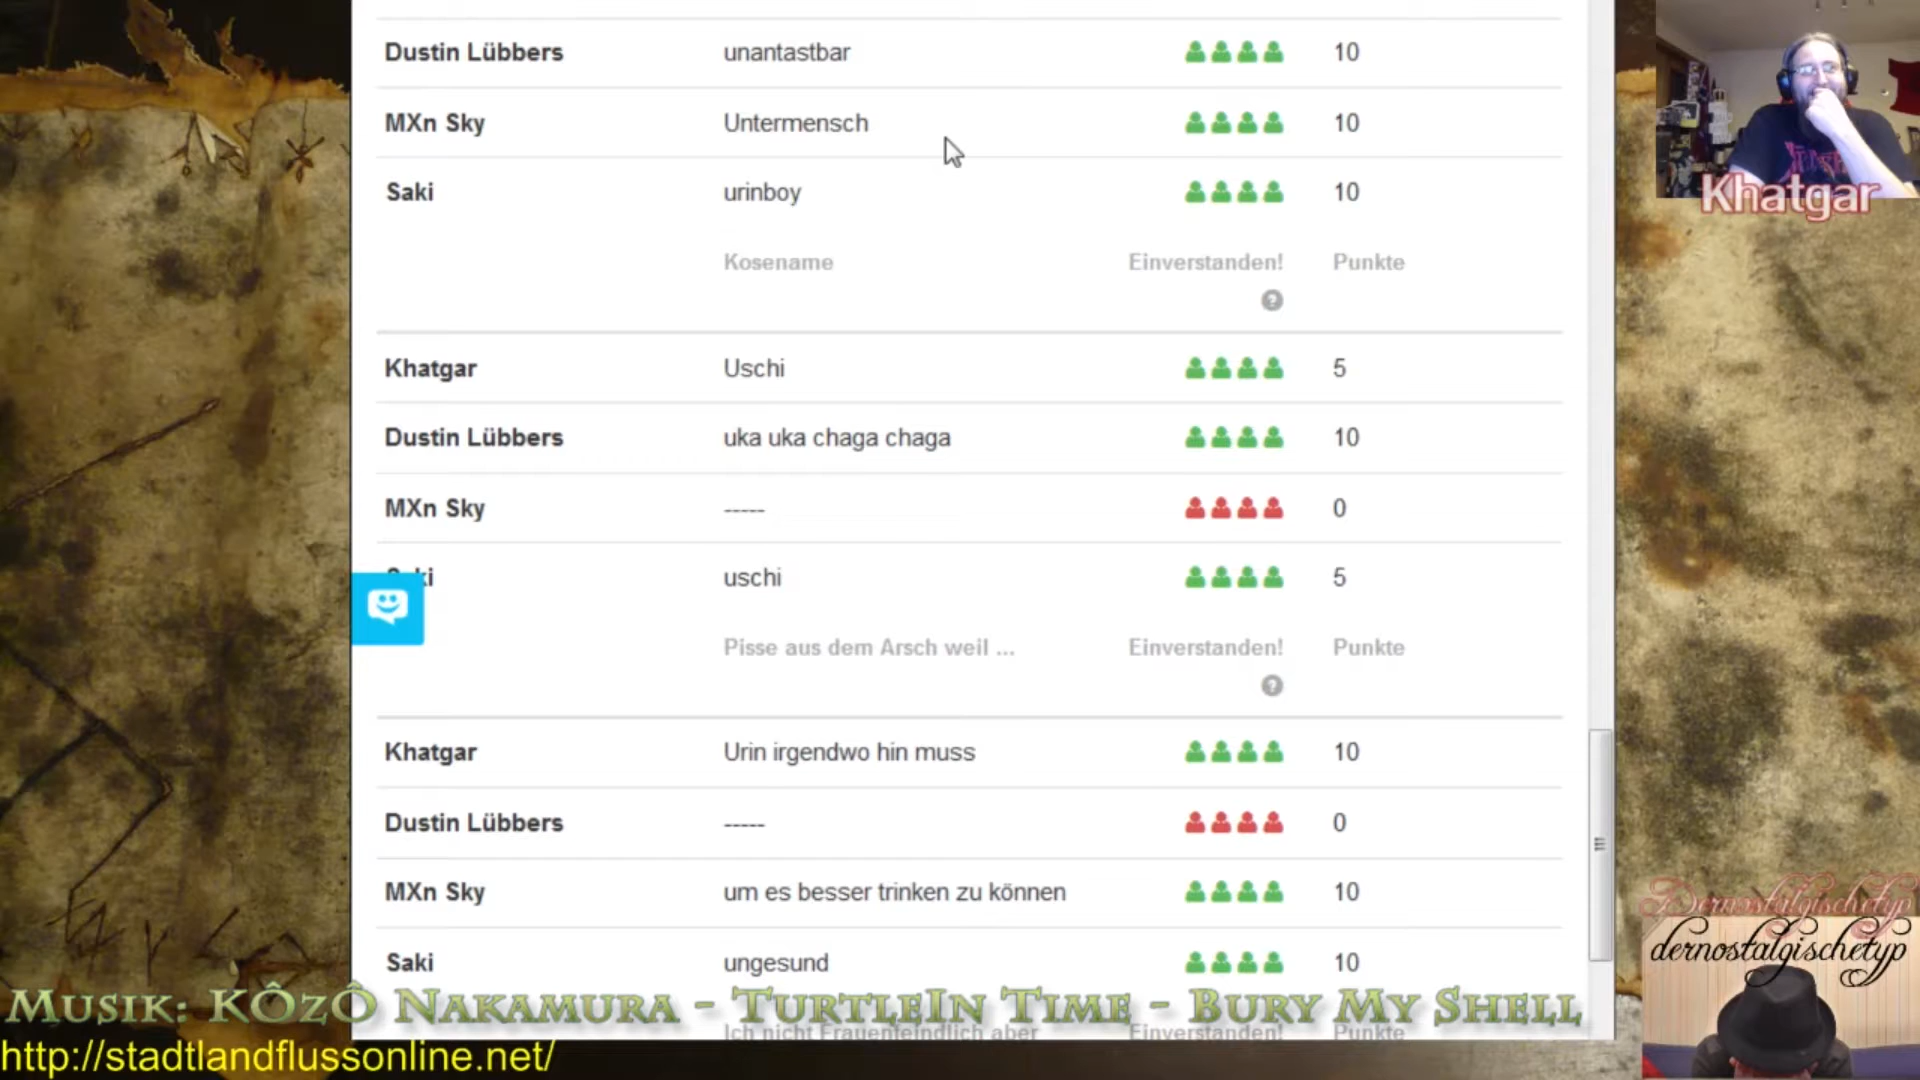 Dustin Lübbers unantastbar 10
MXn Sky Untermensch 10
Saki urinboy 10
Kosename Einverstanden! Punkte
?
Khatgar Uschi 5
Dustin Lübbers uka uka chaga chaga 10
MXn Sky ----- 0
Saki uschi 5
Pisse aus dem Arsch weil ... Einverstanden! Punkte
?
Khatgar Urin irgendwo hin muss 10
Dustin Lübbers ----- 0
MXn Sky um es besser trinken zu können 10
Saki ungesund 10
Ich nicht Frauenfeindlich aber Einverstanden! Punkte
Musik: KÔzÔ Nakamura - TurtleIn Time - Bury My Shell
http://stadtlandflussonline.net/
Khatgar
Dernostalgischetyp
dernostalgischetyp